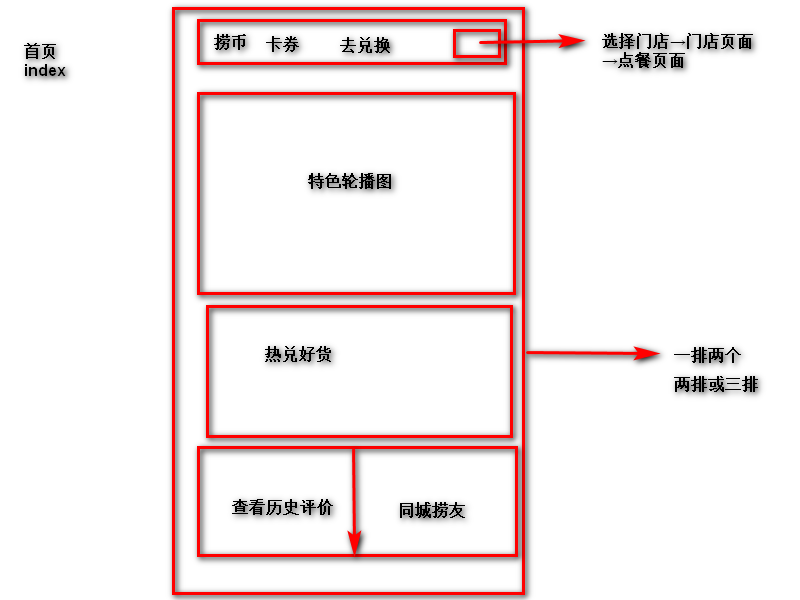 首页
index
捞币 卡券 去兑换
选择门店→门店页面
→点餐页面
特色轮播图
热兑好货
一排两个
两排或三排
查看历史评价
同城捞友